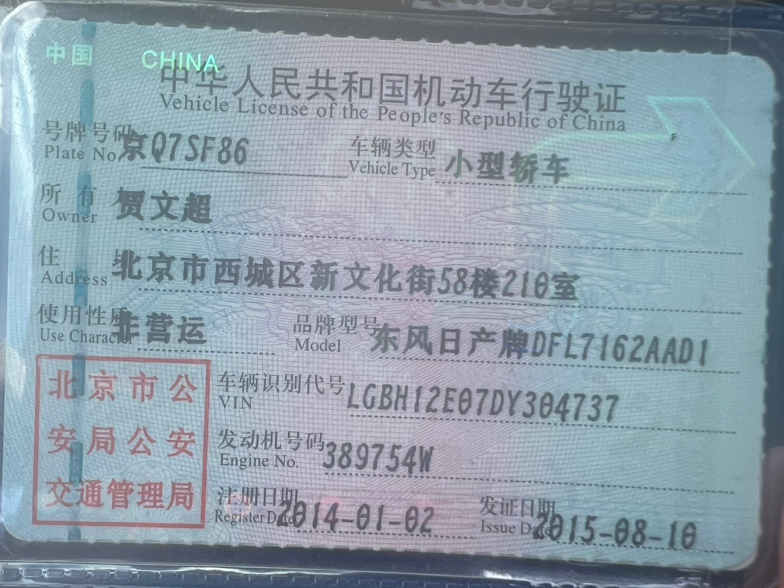 中国 CHINA
中华人民共和国机动车行驶证
Vehicle License of the People's Republic of China
号牌号码 京Q7SF86 车辆类型 小型轿车
Plate No. Vehicle Type
所有 贾文超
Owner
住 北京市西城区新文化街58楼210室
Address
使用性质 非营运 品牌型号 东风日产牌DFL7162AAD1
Use Character Model
北京市公
安局公安
交通管理局
车辆识别代号 LGBH12E07DY304737
VIN
发动机号码 389754W
Engine No.
注册日期 2014-01-02 发证日期 2015-08-10
Register Date Issue Date